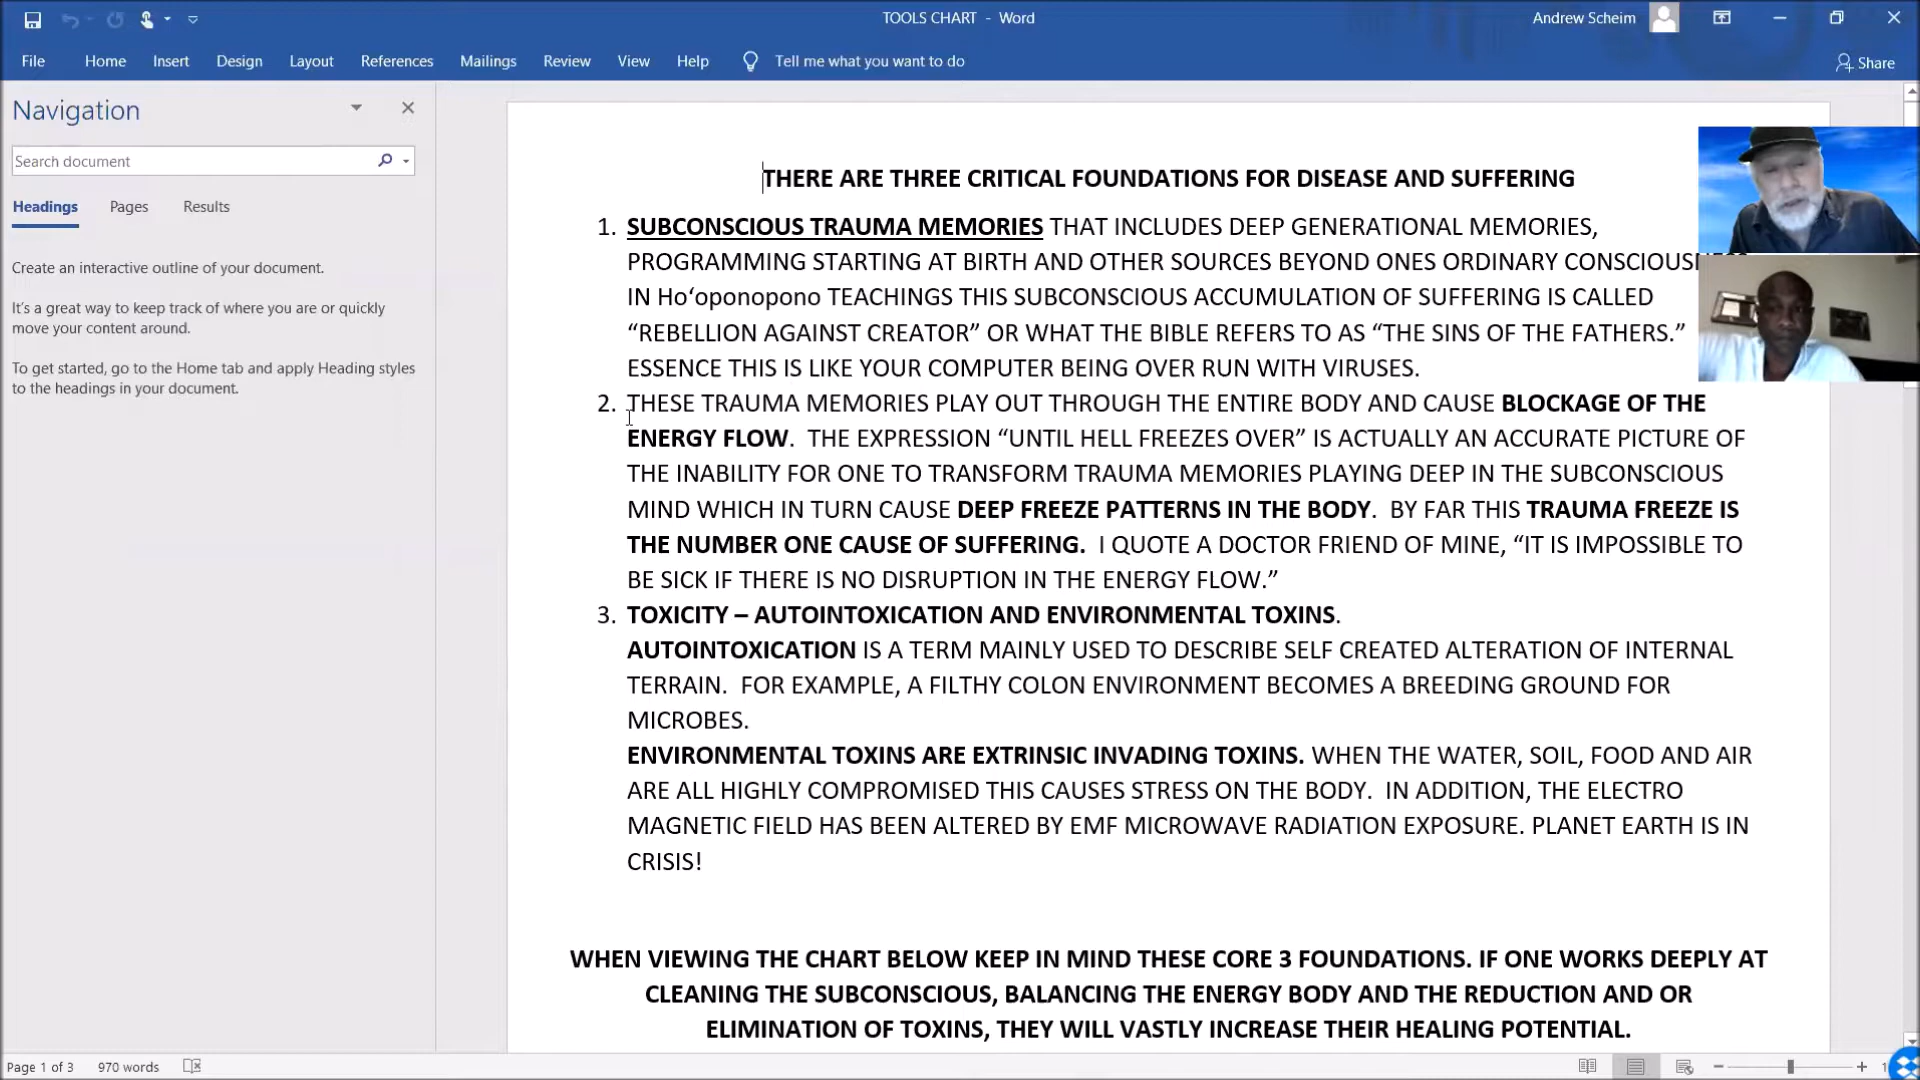 TOOLS CHART - Word
Andrew Scheim
File Home Insert Design Layout References Mailings Review View Help Tell me what you want to do
Share
Navigation
Search document
Headings Pages Results
Create an interactive outline of your document.
It's a great way to keep track of where you are or quickly
move your content around.
To get started, go to the Home tab and apply Heading styles
to the headings in your document.
THERE ARE THREE CRITICAL FOUNDATIONS FOR DISEASE AND SUFFERING
1. SUBCONSCIOUS TRAUMA MEMORIES THAT INCLUDES DEEP GENERATIONAL MEMORIES,
PROGRAMMING STARTING AT BIRTH AND OTHER SOURCES BEYOND ONES ORDINARY
IN Hoʻoponopono TEACHINGS THIS SUBCONSCIOUS ACCUMULATION OF SUFFERING IS CALLED
“REBELLION AGAINST CREATOR” OR WHAT THE BIBLE REFERS TO AS “THE SINS OF THE FATHERS.”
ESSENCE THIS IS LIKE YOUR COMPUTER BEING OVER RUN WITH VIRUSES.
2. THESE TRAUMA MEMORIES PLAY OUT THROUGH THE ENTIRE BODY AND CAUSE BLOCKAGE OF THE
ENERGY FLOW. THE EXPRESSION “UNTIL HELL FREEZES OVER” IS ACTUALLY AN ACCURATE PICTURE OF
THE INABILITY FOR ONE TO TRANSFORM TRAUMA MEMORIES PLAYING DEEP IN THE SUBCONSCIOUS
MIND WHICH IN TURN CAUSE DEEP FREEZE PATTERNS IN THE BODY. BY FAR THIS TRAUMA FREEZE IS
THE NUMBER ONE CAUSE OF SUFFERING. I QUOTE A DOCTOR FRIEND OF MINE, “IT IS IMPOSSIBLE TO
BE SICK IF THERE IS NO DISRUPTION IN THE ENERGY FLOW.”
3. TOXICITY – AUTOINTOXICATION AND ENVIRONMENTAL TOXINS.
AUTOINTOXICATION IS A TERM MAINLY USED TO DESCRIBE SELF CREATED ALTERATION OF INTERNAL
TERRAIN. FOR EXAMPLE, A FILTHY COLON ENVIRONMENT BECOMES A BREEDING GROUND FOR
MICROBES.
ENVIRONMENTAL TOXINS ARE EXTRINSIC INVADING TOXINS. WHEN THE WATER, SOIL, FOOD AND AIR
ARE ALL HIGHLY COMPROMISED THIS CAUSES STRESS ON THE BODY. IN ADDITION, THE ELECTRO
MAGNETIC FIELD HAS BEEN ALTERED BY EMF MICROWAVE RADIATION EXPOSURE. PLANET EARTH IS IN
CRISIS!
WHEN VIEWING THE CHART BELOW KEEP IN MIND THESE CORE 3 FOUNDATIONS. IF ONE WORKS DEEPLY AT
CLEANING THE SUBCONSCIOUS, BALANCING THE ENERGY BODY AND THE REDUCTION AND OR
ELIMINATION OF TOXINS, THEY WILL VASTLY INCREASE THEIR HEALING POTENTIAL.
Page 1 of 3 970 words